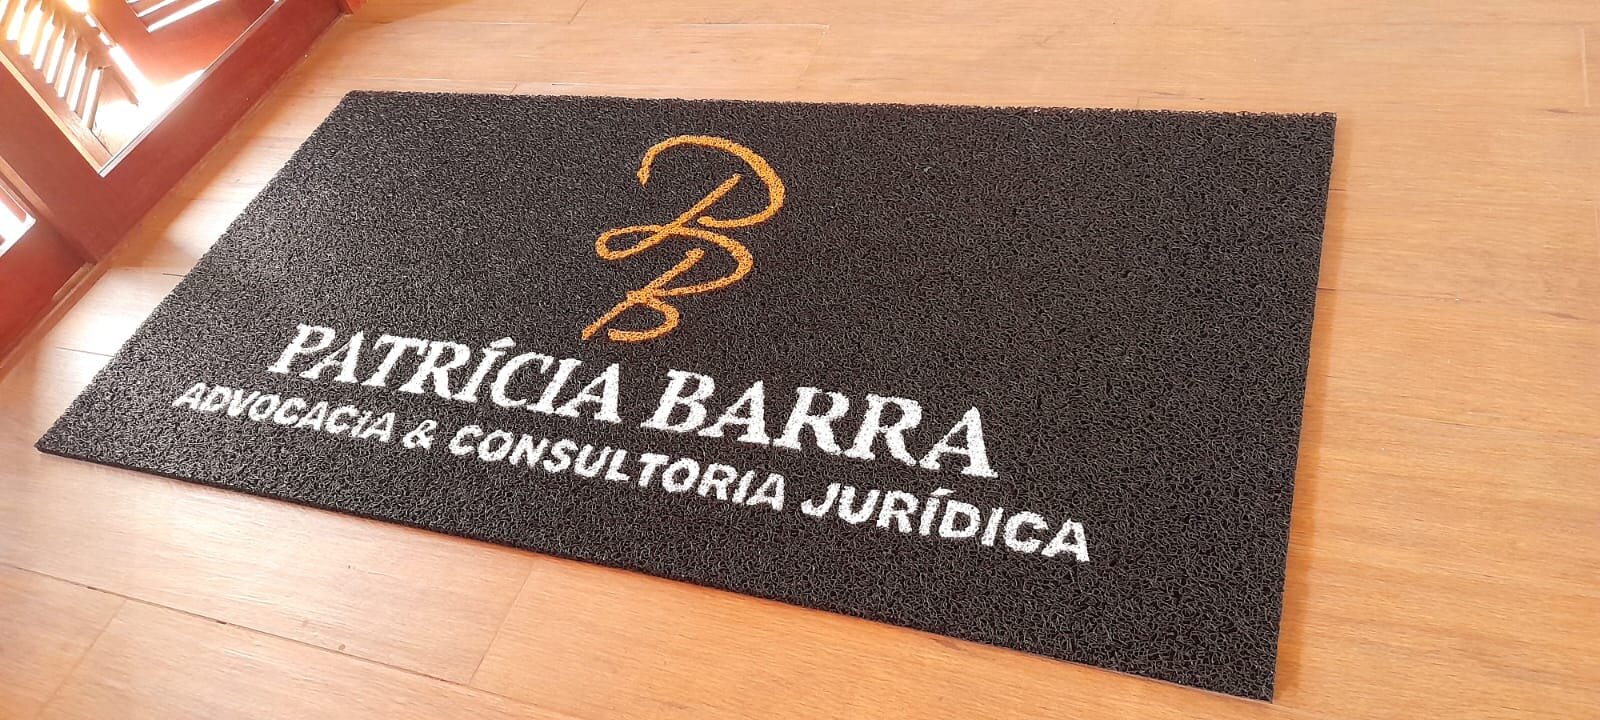 PB
PATRÍCIA BARRA
ADVOCACIA & CONSULTORIA JURÍDICA